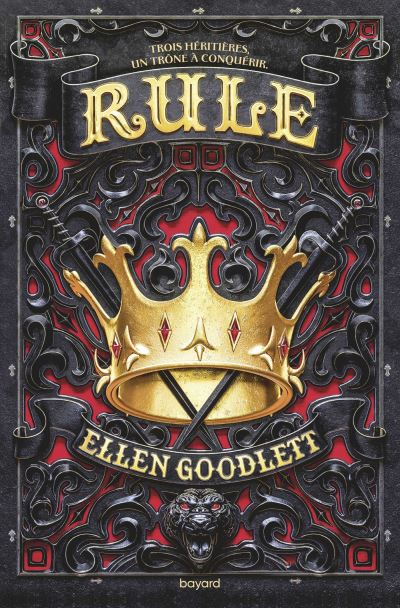 TROIS HÉRITIÈRES,
UN TRÔNE À CONQUÉRIR.
RULE
ELLEN GOODLETT
bayard